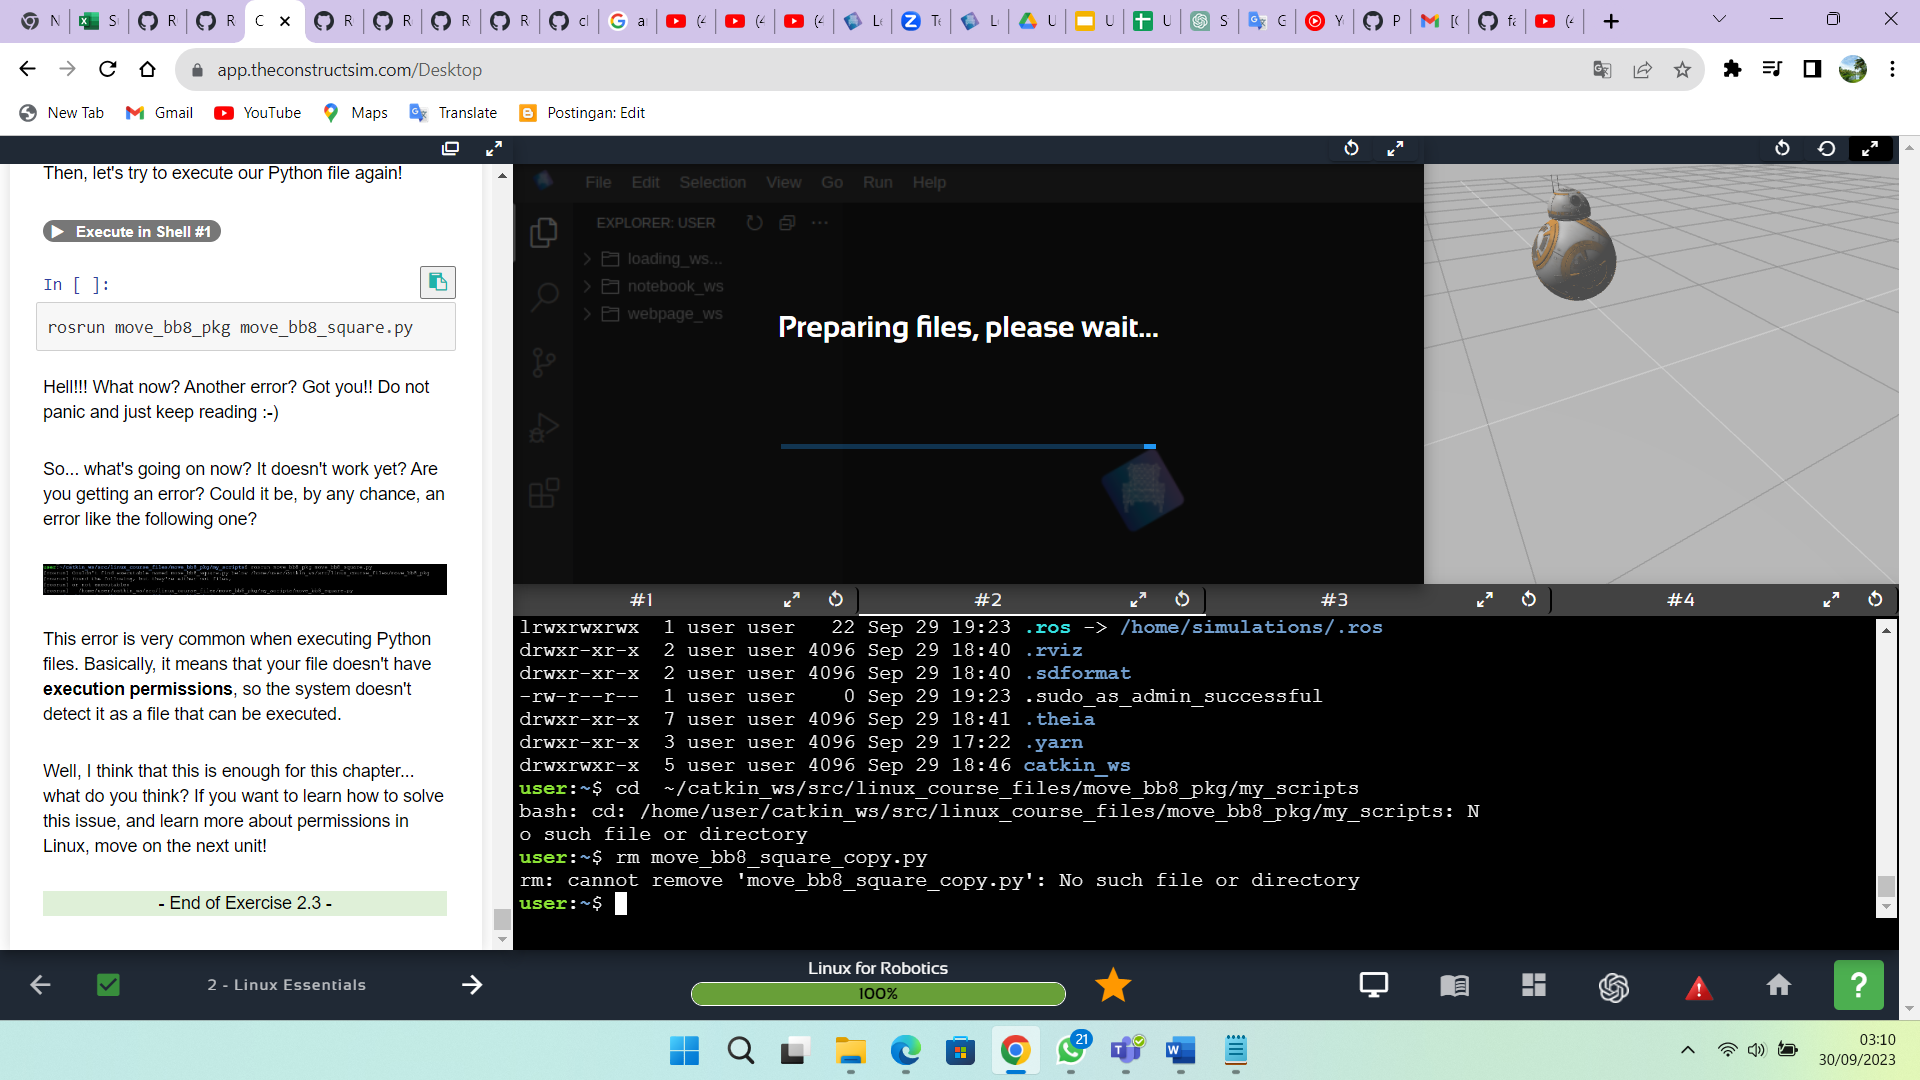 app.theconstructsim.com/Desktop
New Tab
Gmail
YouTube
Maps
Translate
Postingan: Edit
Then, let's try to execute our Python file again!
Execute in Shell #1
In [ ]:
rosrun move_bb8_pkg move_bb8_square.py
Hell!!! What now? Another error? Got you!! Do not
panic and just keep reading :-)
So... what's going on now? It doesn't work yet? Are
you getting an error? Could it be, by any chance, an
error like the following one?
This error is very common when executing Python
files. Basically, it means that your file doesn't have
execution permissions, so the system doesn't
detect it as a file that can be executed.
Well, I think that this is enough for this chapter...
what do you think? If you want to learn how to solve
this issue, and learn more about permissions in
Linux, move on the next unit!
- End of Exercise 2.3 -
File Edit Selection View Go Run Help
EXPLORER: USER
loading_ws...
notebook_ws
webpage_ws
Preparing files, please wait...
#1
#2
#3
#4
lrwxrwxrwx  1 user user   22 Sep 29 19:23 .ros -> /home/simulations/.ros
drwxr-xr-x  2 user user 4096 Sep 29 18:40 .rviz
drwxr-xr-x  2 user user 4096 Sep 29 18:40 .sdformat
-rw-r--r--  1 user user    0 Sep 29 19:23 .sudo_as_admin_successful
drwxr-xr-x  7 user user 4096 Sep 29 18:41 .theia
drwxr-xr-x  3 user user 4096 Sep 29 17:22 .yarn
drwxrwxr-x  5 user user 4096 Sep 29 18:46 catkin_ws
user:~$ cd  ~/catkin_ws/src/linux_course_files/move_bb8_pkg/my_scripts
bash: cd: /home/user/catkin_ws/src/linux_course_files/move_bb8_pkg/my_scripts: N
o such file or directory
user:~$ rm move_bb8_square_copy.py
rm: cannot remove 'move_bb8_square_copy.py': No such file or directory
user:~$
2 - Linux Essentials
Linux for Robotics
100%
?
21
03:10
30/09/2023